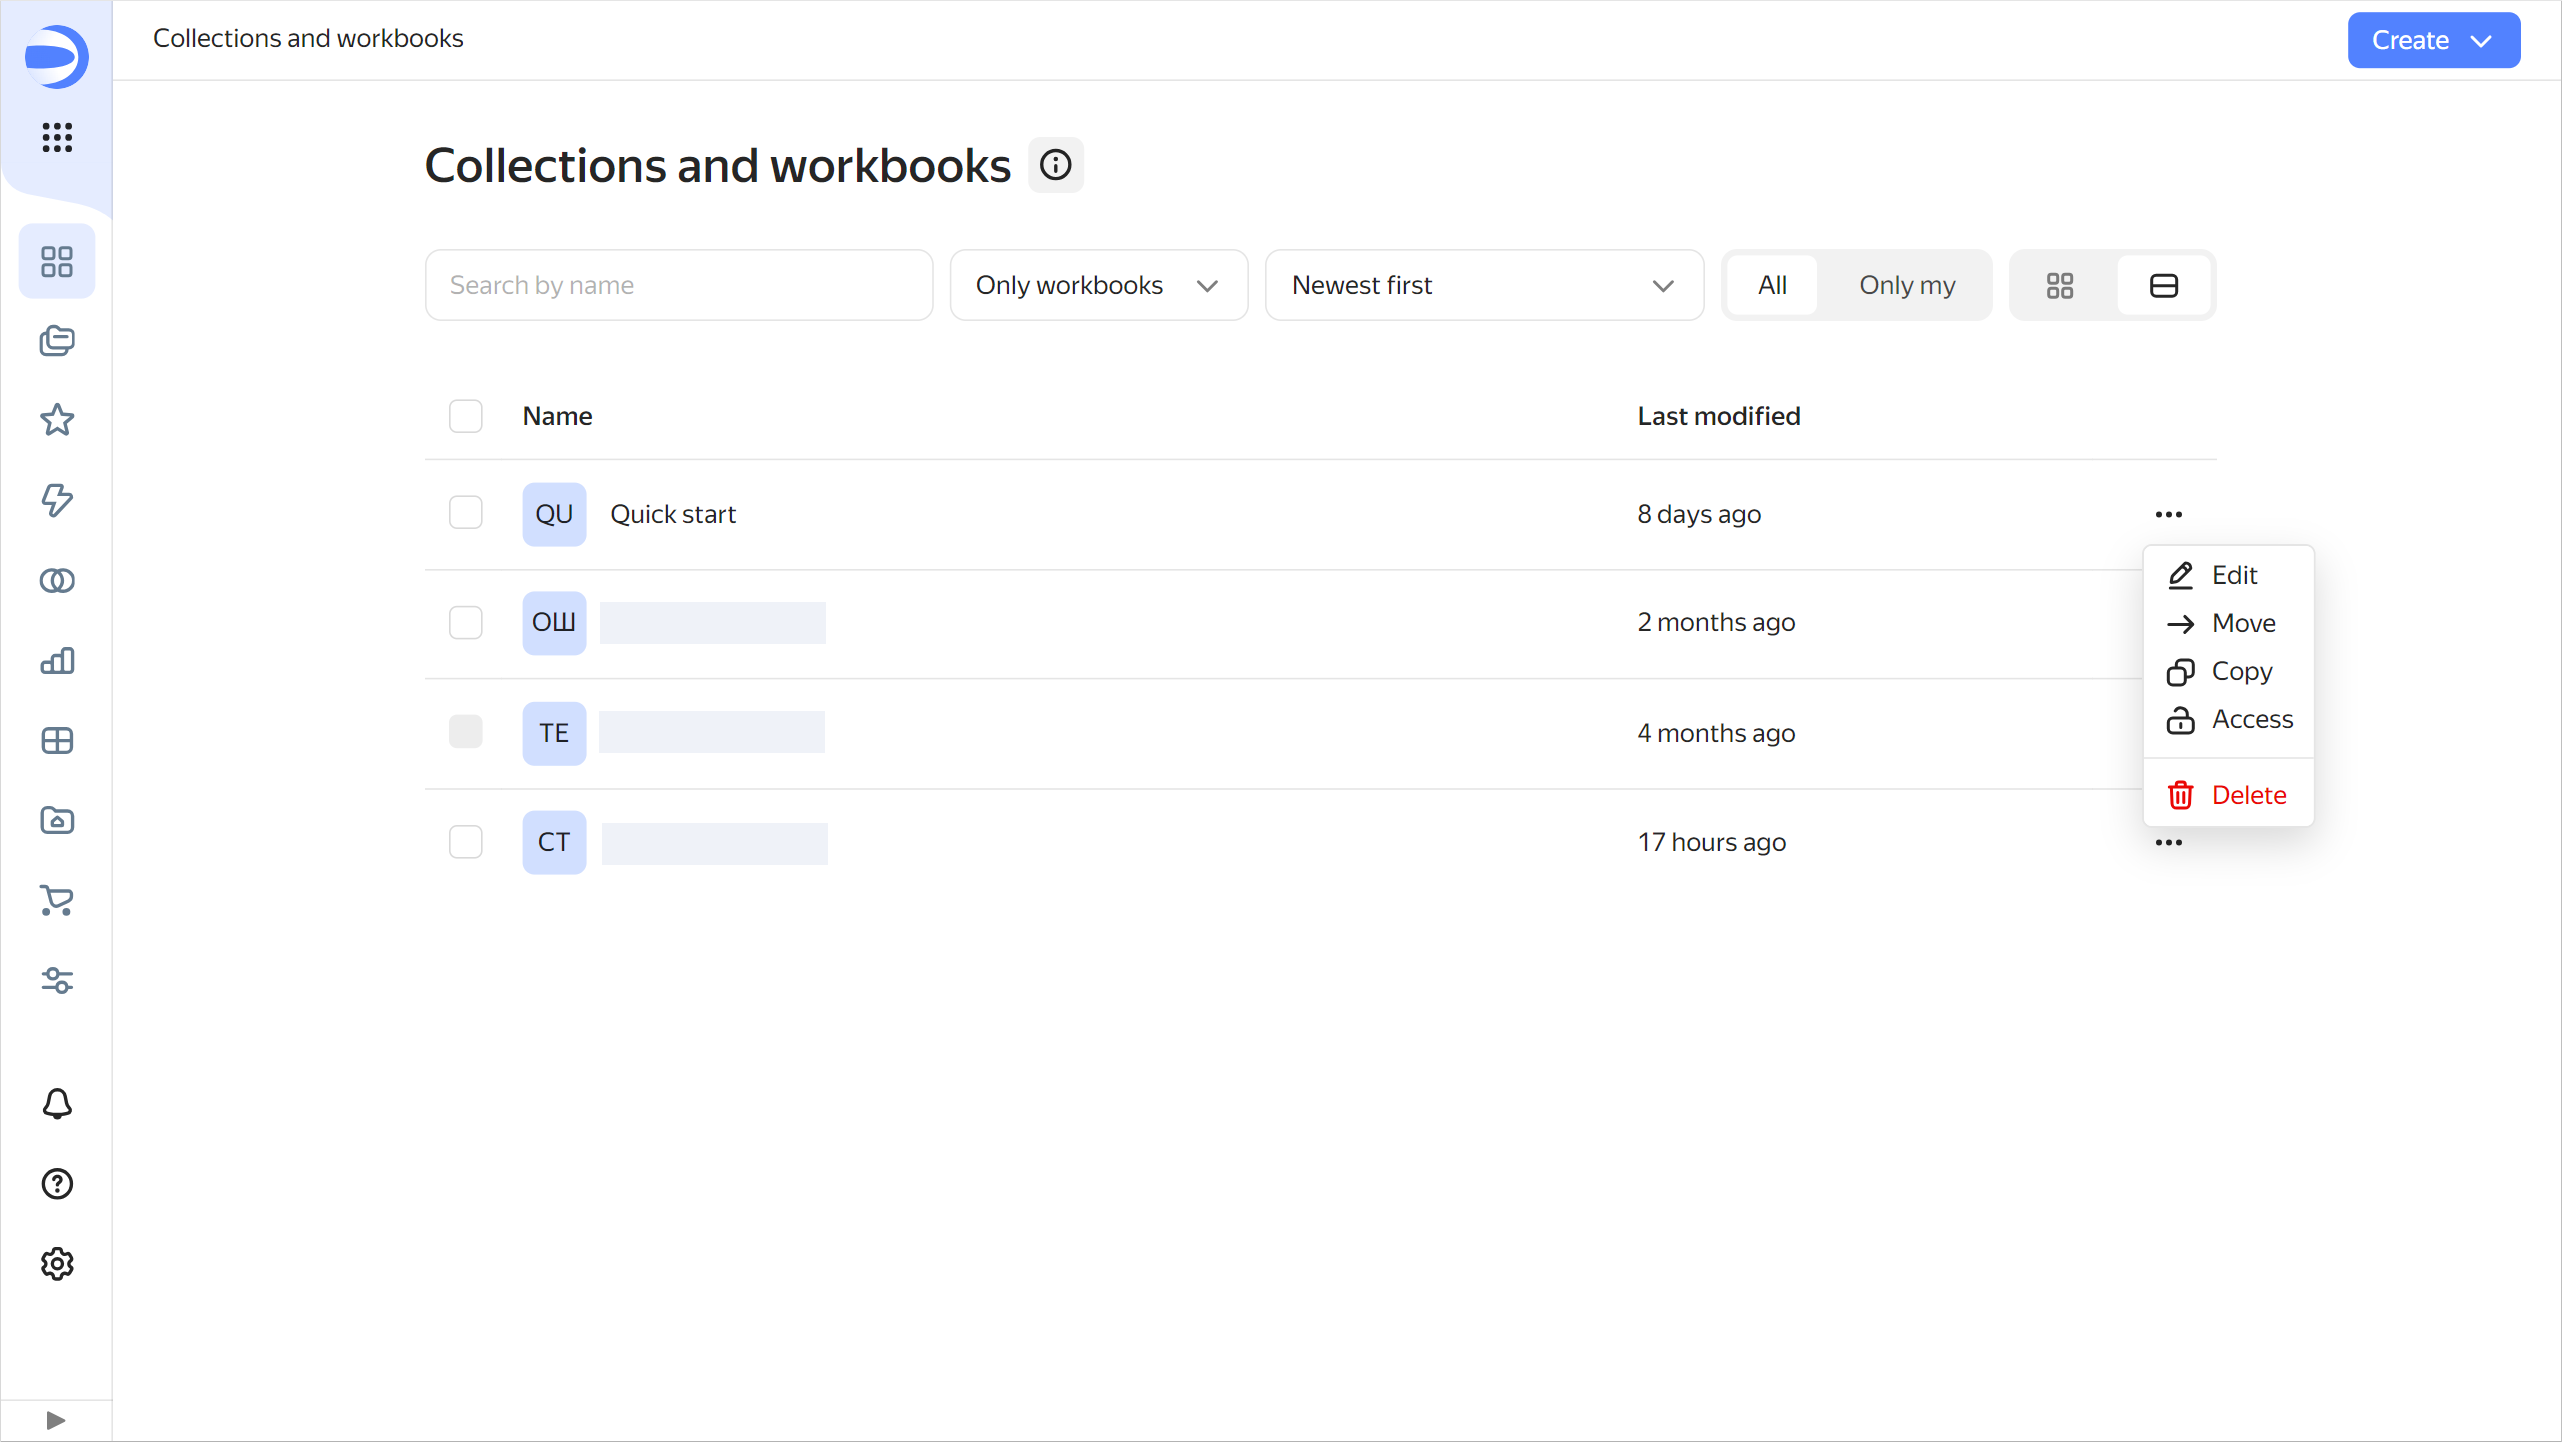 Collections and workbooks
Create
Collections and workbooks
Search by name
Only workbooks
Newest first
All
Only my
Name
Last modified
QU
Quick start
8 days ago
ОШ
2 months ago
TE
4 months ago
СТ
17 hours ago
Edit
Move
Copy
Access
Delete